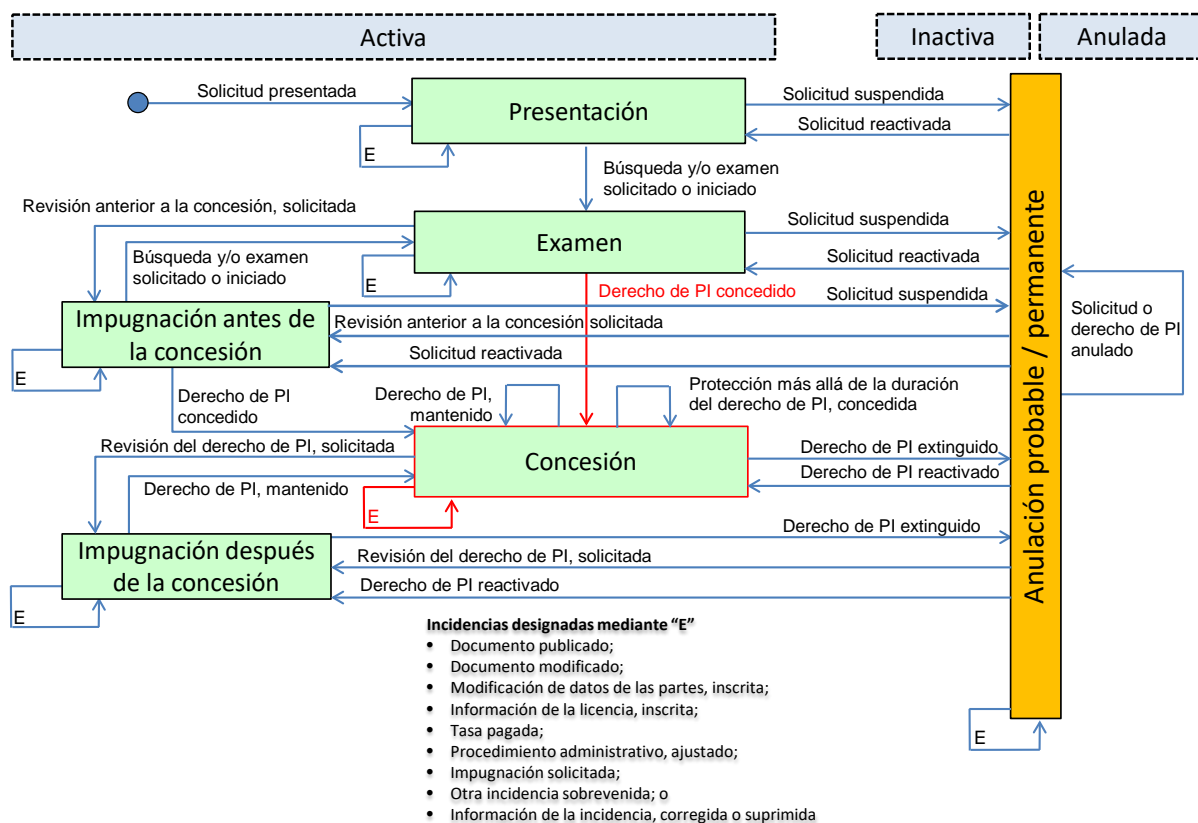 Activa
Inactiva
Anulada
Solicitud presentada
Presentación
Solicitud suspendida
Solicitud reactivada
E
Búsqueda y/o examen
solicitado o iniciado
Revisión anterior a la concesión, solicitada
Examen
Solicitud suspendida
Búsqueda y/o examen
solicitado o iniciado
E
Solicitud reactivada
Derecho de PI concedido
Solicitud suspendida
Impugnación antes de
la concesión
Revisión anterior a la concesión solicitada
Solicitud reactivada
E
Solicitud o
derecho de PI
anulado
Anulación probable / permanente
Derecho de PI
concedido
Derecho de PI,
mantenido
Protección más allá de la duración
del derecho de PI, concedida
Revisión del derecho de PI, solicitada
Concesión
Derecho de PI extinguido
Derecho de PI reactivado
Derecho de PI, mantenido
E
Derecho de PI extinguido
Impugnación después
de la concesión
Revisión del derecho de PI, solicitada
Derecho de PI reactivado
E
Incidencias designadas mediante “E”
• Documento publicado;
• Documento modificado;
• Modificación de datos de las partes, inscrita;
• Información de la licencia, inscrita;
• Tasa pagada;
• Procedimiento administrativo, ajustado;
• Impugnación solicitada;
• Otra incidencia sobrevenida; o
• Información de la incidencia, corregida o suprimida
E